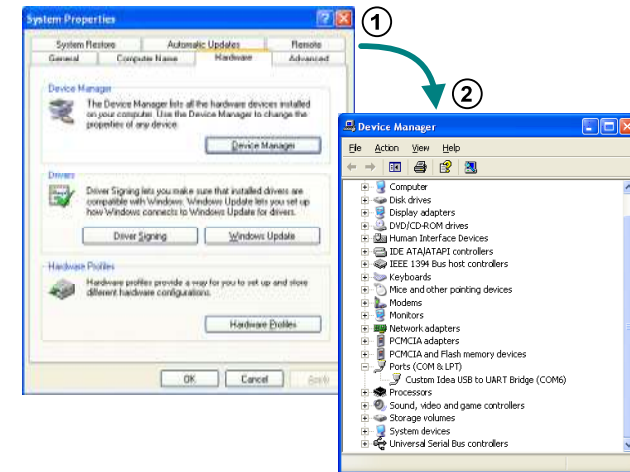 System Properties
①
System Restore Automatic Updates Remote
General Computer Name Hardware Advanced
Device Manager
The Device Manager lists all the hardware devices installed
on your computer. Use the Device Manager to change the
properties of any device.
Device Manager
Drivers
Driver Signing lets you make sure that installed drivers are
compatible with Windows. Windows Update lets you set up
how Windows connects to Windows Update for drivers.
Driver Signing Windows Update
Hardware Profiles
Hardware profiles provide a way for you to set up and store
different hardware configurations.
Hardware Profiles
OK Cancel Apply
②
Device Manager
File Action View Help
Computer
Disk drives
Display adapters
DVD/CD-ROM drives
Human Interface Devices
IDE ATA/ATAPI controllers
IEEE 1394 Bus host controllers
Keyboards
Mice and other pointing devices
Modems
Monitors
Network adapters
PCMCIA adapters
PCMCIA and Flash memory devices
Ports (COM & LPT)
Custom Idea USB to UART Bridge (COM6)
Processors
Sound, video and game controllers
Storage volumes
System devices
Universal Serial Bus controllers